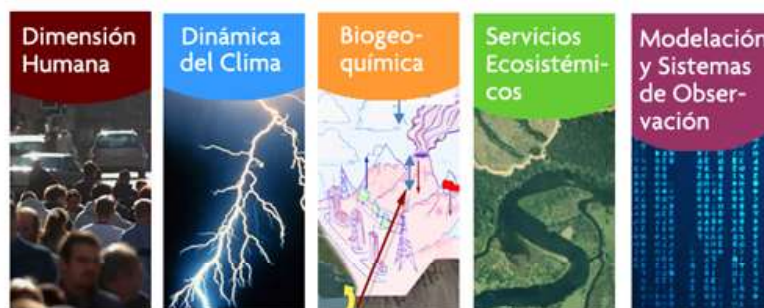 Dimensión
Humana
Dinámica
del Clima
Biogeo-
química
Servicios
Ecosistémi-
cos
Modelación
y Sistemas
de Obser-
vación